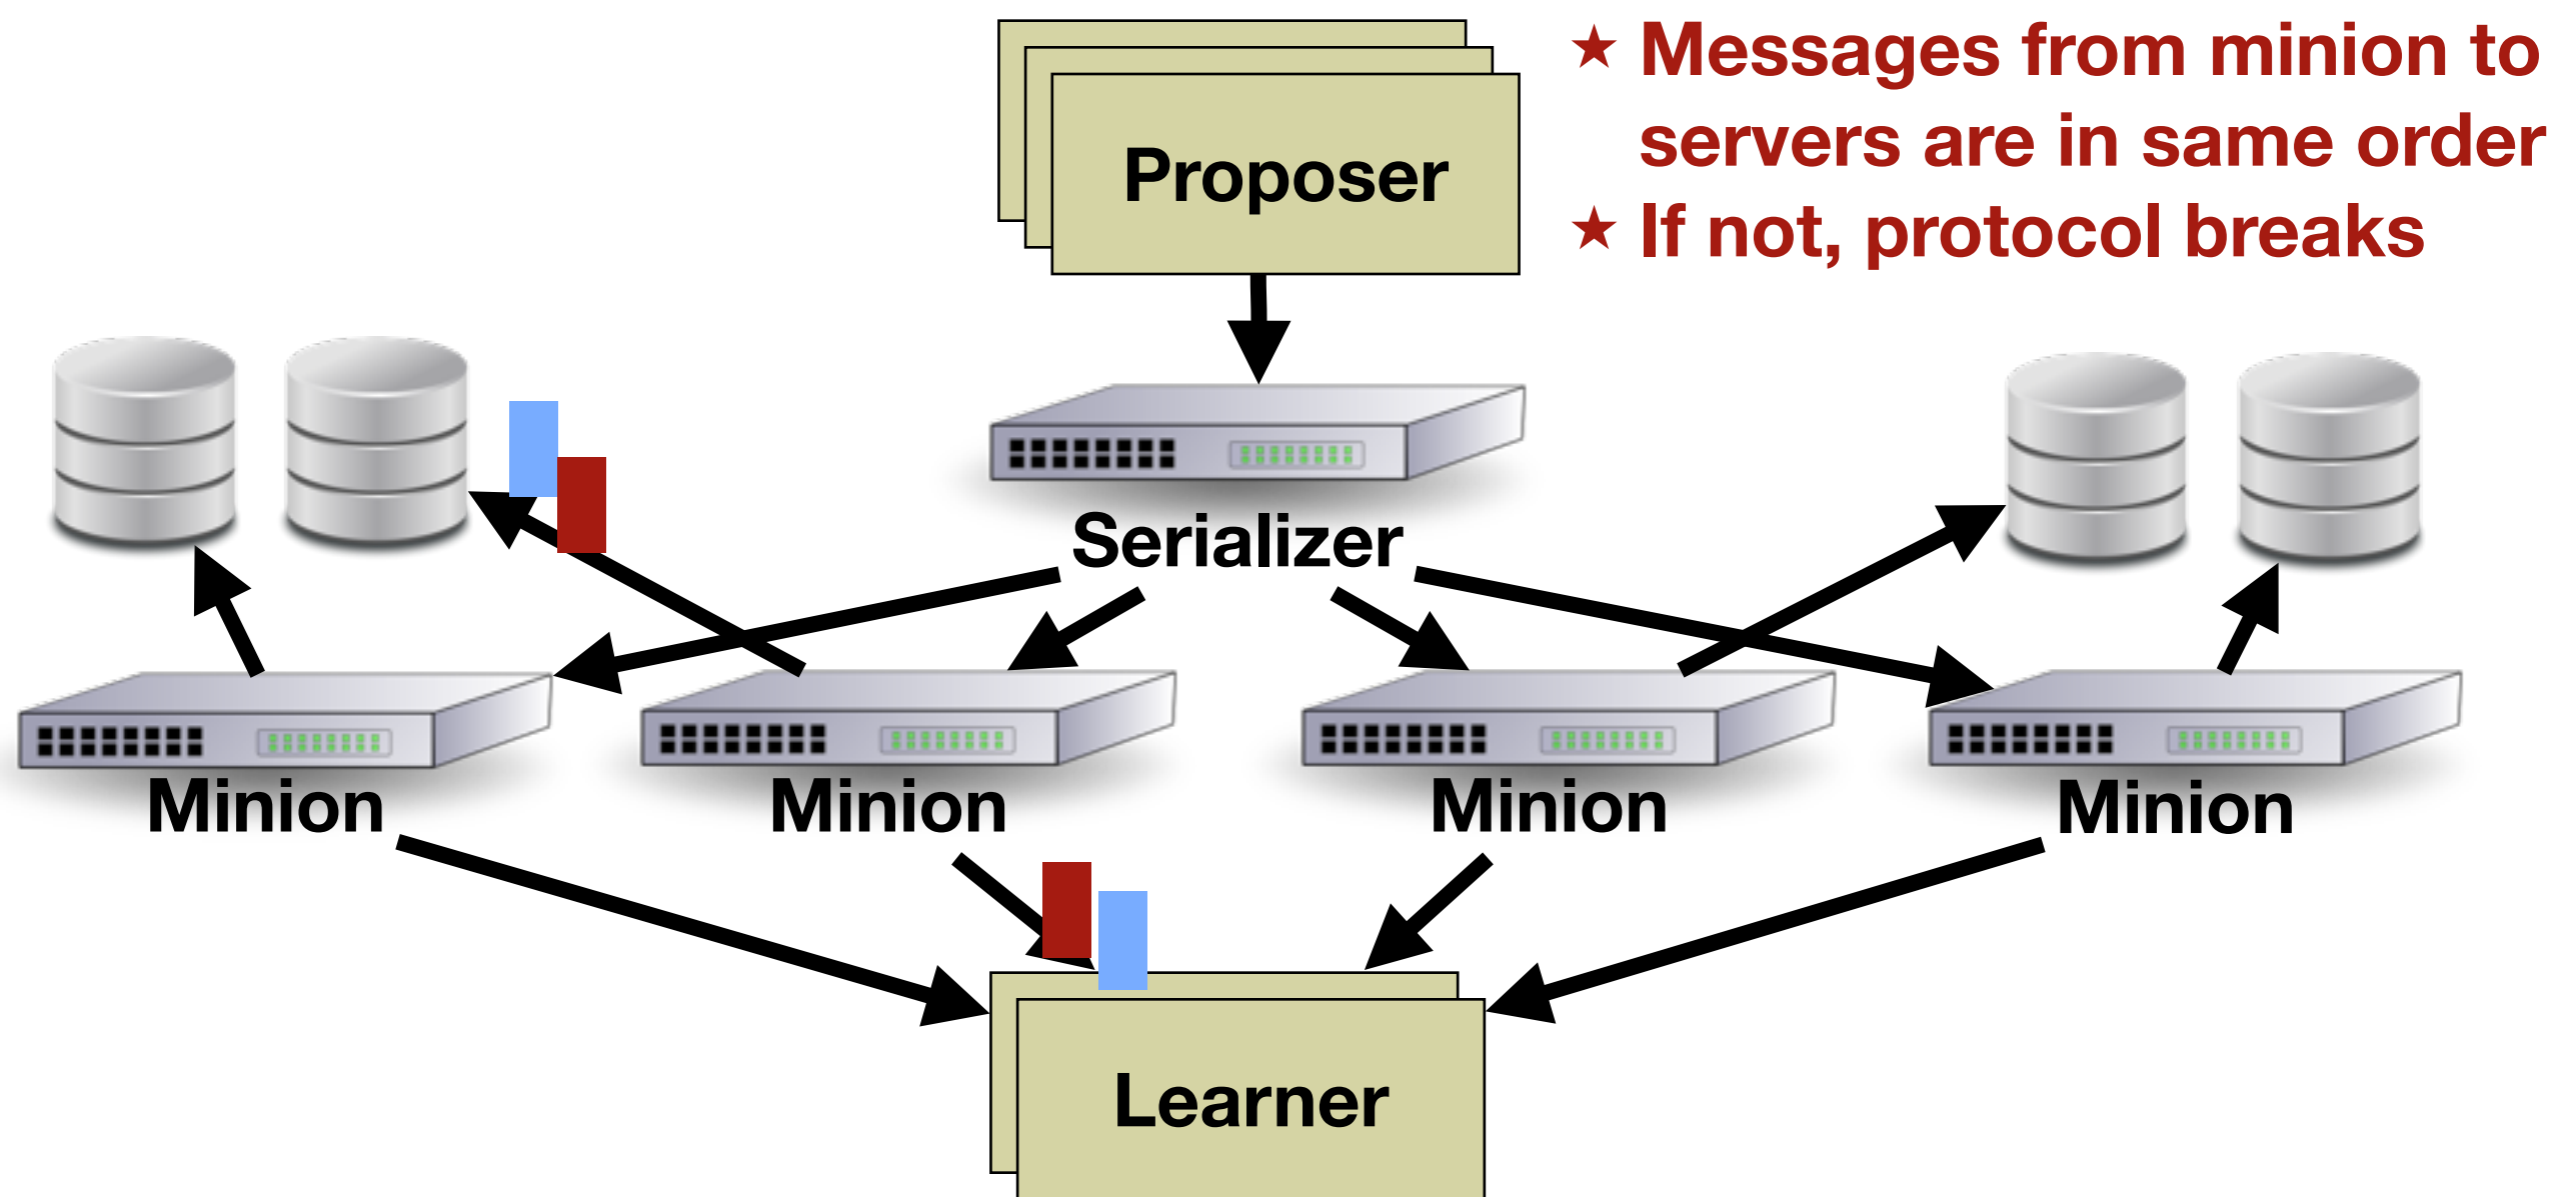 ★ Messages from minion to
servers are in same order
★ If not, protocol breaks
Proposer
Serializer
Minion
Minion
Minion
Minion
Learner